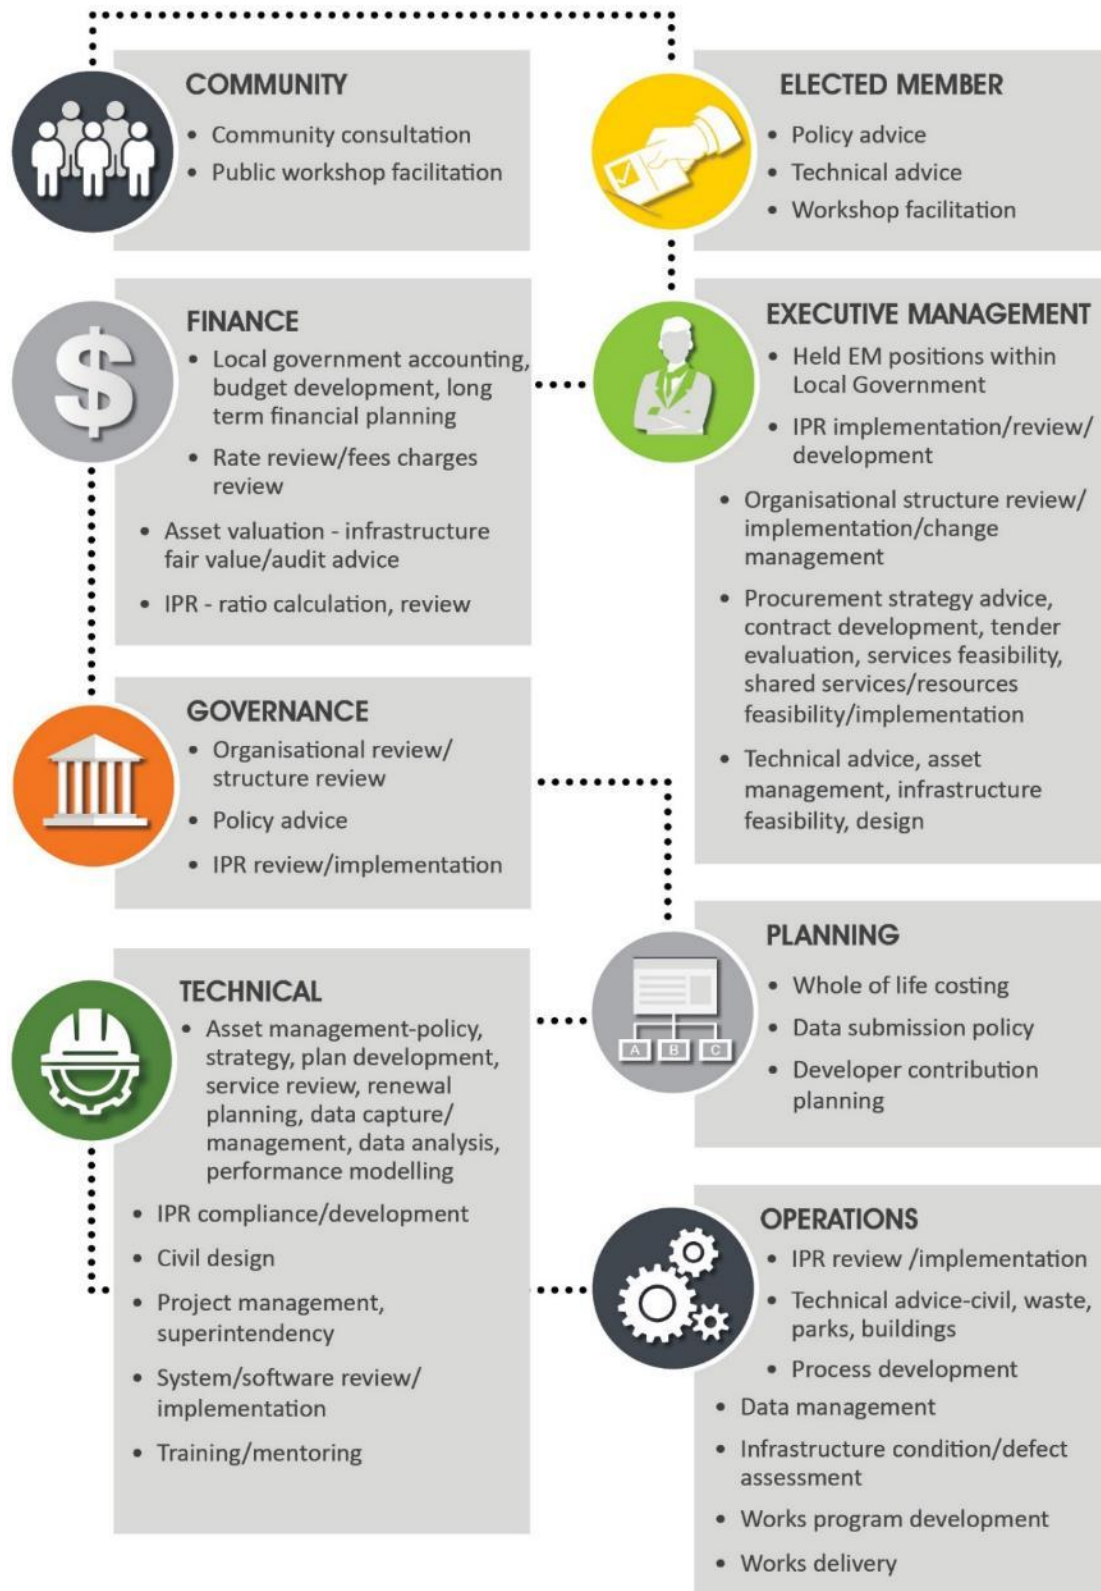 COMMUNITY
• Community consultation
• Public workshop facilitation
ELECTED MEMBER
• Policy advice
• Technical advice
• Workshop facilitation
EXECUTIVE MANAGEMENT
• Held EM positions within
Local Government
• IPR implementation/review/
development
• Organisational structure review/
implementation/change
management
• Procurement strategy advice,
contract development, tender
evaluation, services feasibility,
shared services/resources
feasibility/implementation
• Technical advice, asset
management, infrastructure
feasibility, design
$
FINANCE
• Local government accounting,
budget development, long
term financial planning
• Rate review/fees charges
review
• Asset valuation - infrastructure
fair value/audit advice
• IPR - ratio calculation, review
GOVERNANCE
• Organisational review/
structure review
• Policy advice
• IPR review/implementation
PLANNING
A B C
• Whole of life costing
• Data submission policy
• Developer contribution
planning
TECHNICAL
• Asset management-policy,
strategy, plan development,
service review, renewal
planning, data capture/
management, data analysis,
performance modelling
• IPR compliance/development
• Civil design
• Project management,
superintendency
• System/software review/
implementation
• Training/mentoring
OPERATIONS
• IPR review /implementation
• Technical advice-civil, waste,
parks, buildings
• Process development
• Data management
• Infrastructure condition/defect
assessment
• Works program development
• Works delivery